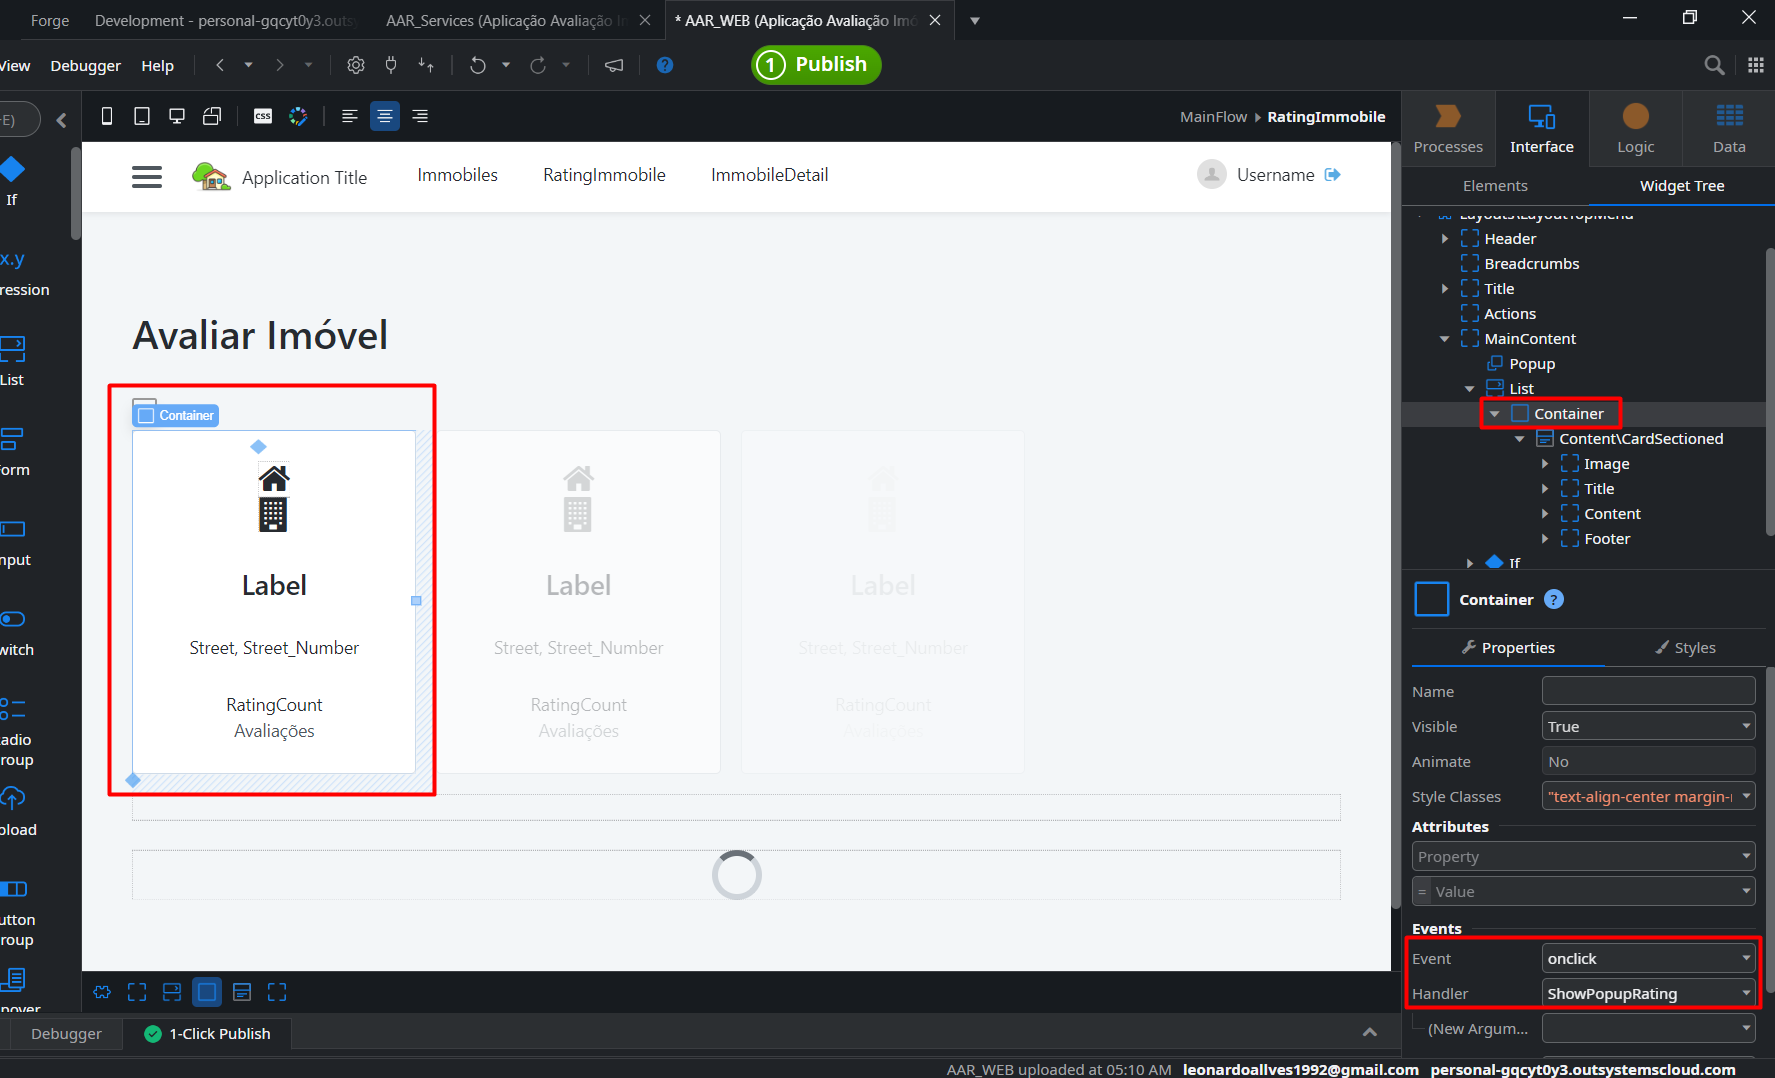 Forge
Development - personal-gqcyt0y3.outs
AAR_Services (Aplicação Avaliação I
* AAR_WEB (Aplicação Avaliação Imó
View Debugger Help
1 Publish
E)
css
MainFlow RatingImmobile
Processes Interface Logic Data
Elements Widget Tree
If
x.y
ression
List
Form
nput
witch
adio
roup
pload
utton
roup
pover
Application Title Immobiles RatingImmobile ImmobileDetail Username
Avaliar Imóvel
Container
Label Label Label
Street, Street_Number Street, Street_Number Street, Street_Number
RatingCount RatingCount RatingCount
Avaliações Avaliações Avaliações
Layouts\LayoutTopMenu
Header
Breadcrumbs
Title
Actions
MainContent
Popup
List
Container
Content\CardSectioned
Image
Title
Content
Footer
If
Container ?
Properties Styles
Name
Visible True
Animate No
Style Classes "text-align-center margin-
Attributes
Property
= Value
Events
Event onclick
Handler ShowPopupRating
(New Argum...
Debugger 1-Click Publish
AAR_WEB uploaded at 05:10 AM leonardoallves1992@gmail.com personal-gqcyt0y3.outsystemscloud.com